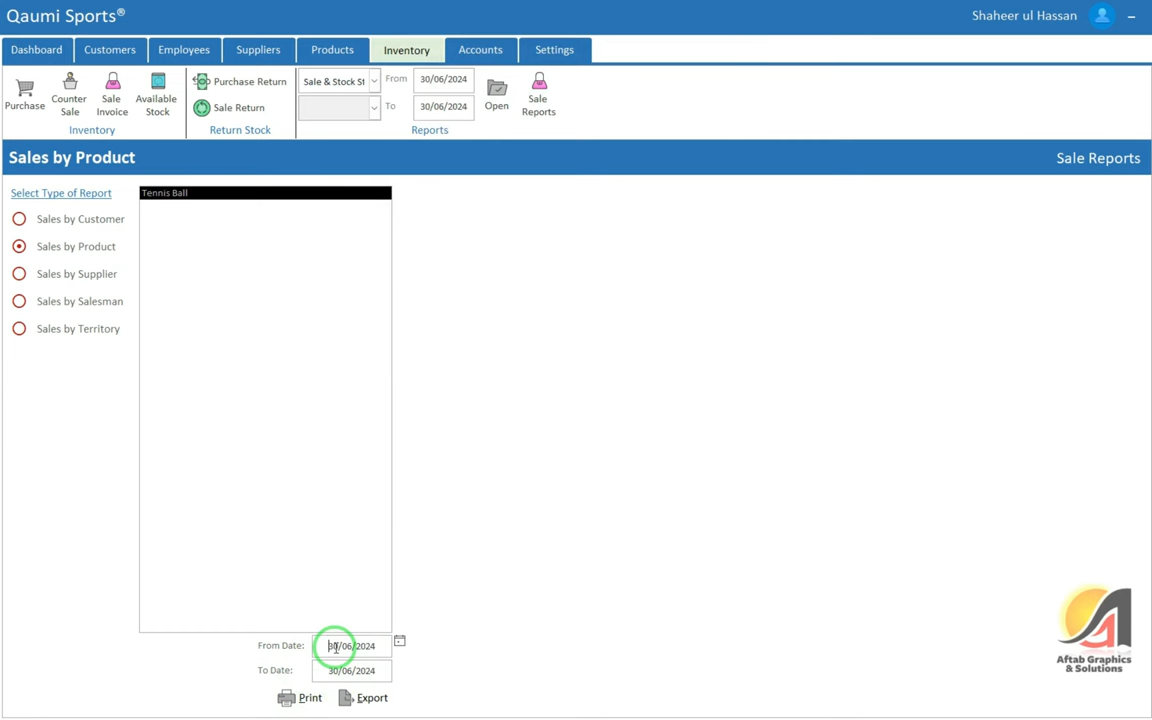 Qaumi Sports®
Shaheer ul Hassan
Dashboard Customers Employees Suppliers Products Inventory Accounts Settings
Purchase
Counter Sale
Sale Invoice
Available Stock
Inventory
Purchase Return
Sale Return
Return Stock
Sale & Stock St
From 30/06/2024
To 30/06/2024
Open
Sale Reports
Reports
Sales by Product
Sale Reports
Select Type of Report
Sales by Customer
Sales by Product
Sales by Supplier
Sales by Salesman
Sales by Territory
Tennis Ball
From Date: 30/06/2024
To Date: 30/06/2024
Print Export
Aftab Graphics
& Solutions